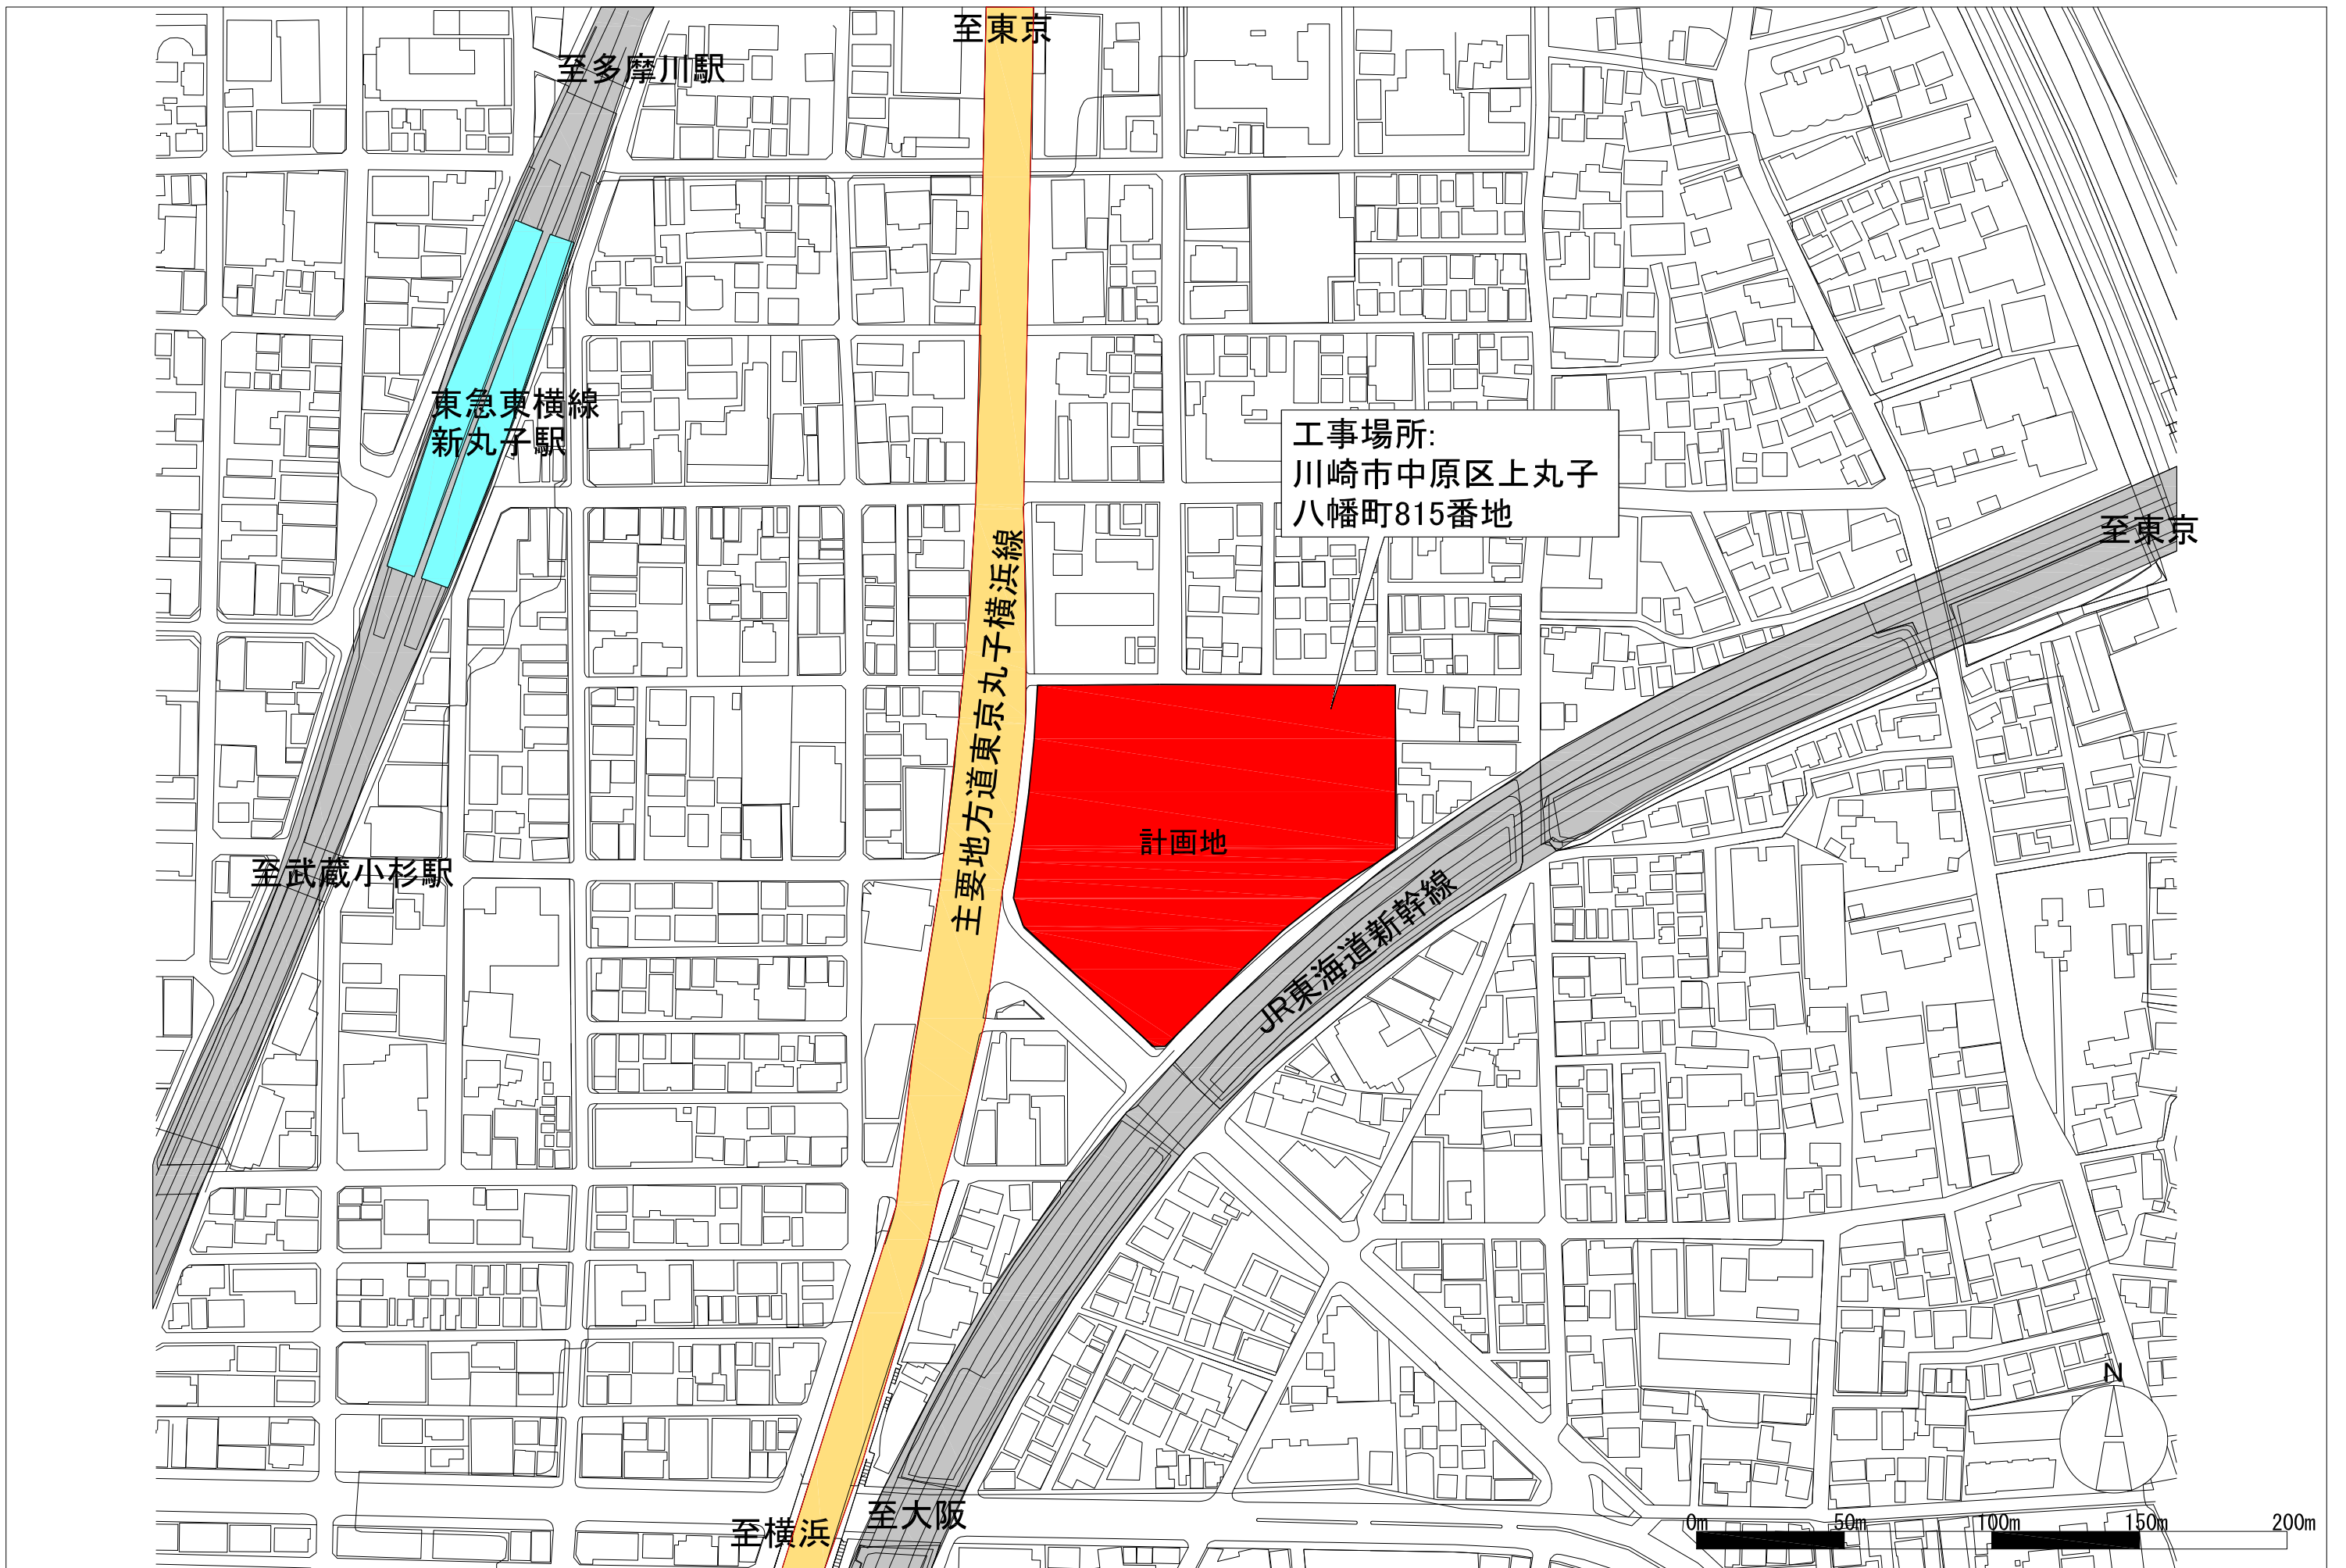 至東京
至多摩川駅
東急東横線
新丸子駅
工事場所:
川崎市中原区上丸子
八幡町815番地
至東京
主要地方道東京丸子横浜線
計画地
至武蔵小杉駅
JR東海道新幹線
N
至大阪
至横浜
0m 50m 100m 150m 200m